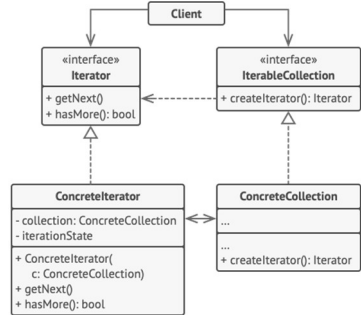 Client
«interface»
Iterator
+ getNext()
+ hasMore(): bool
«interface»
IterableCollection
+ createIterator(): Iterator
ConcreteIterator
- collection: ConcreteCollection
- iterationState
+ ConcreteIterator(
c: ConcreteCollection)
+ getNext()
+ hasMore(): bool
ConcreteCollection
...
...
+ createIterator(): Iterator